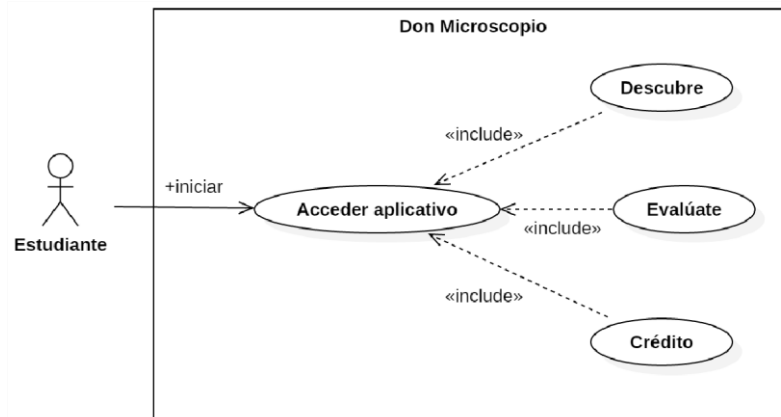 Don Microscopio
Descubre
«include»
+iniciar
Acceder aplicativo
Evalúate
«include»
Estudiante
«include»
Crédito